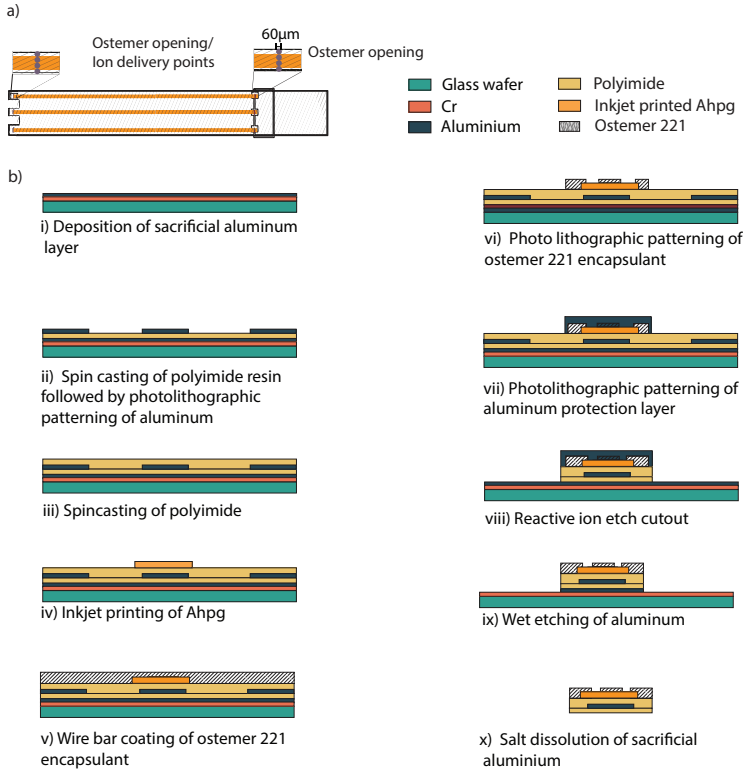 a)
60μm
Ostemer opening/
Ion delivery points
Ostemer opening
Glass wafer
Cr
Aluminium
Polyimide
Inkjet printed Ahpg
Ostemer 221
b)
i) Deposition of sacrificial aluminum
layer
ii) Spin casting of polyimide resin
followed by photolithographic
patterning of aluminum
iii) Spincasting of polyimide
iv) Inkjet printing of Ahpg
v) Wire bar coating of ostemer 221
encapsulant
vi) Photo lithographic patterning of
ostemer 221 encapsulant
vii) Photolithographic patterning of
aluminum protection layer
viii) Reactive ion etch cutout
ix) Wet etching of aluminum
x) Salt dissolution of sacrificial
aluminium